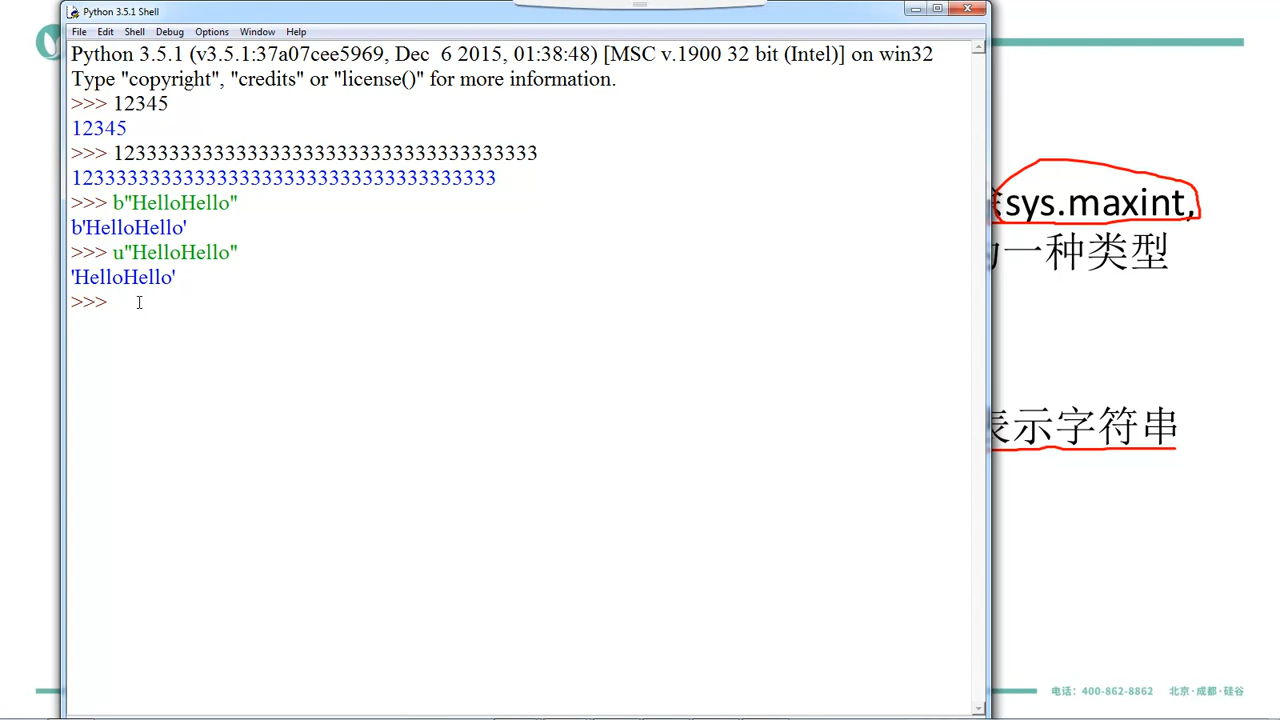 Python 3.5.1 Shell
File Edit Shell Debug Options Window Help
Python 3.5.1 (v3.5.1:37a07cee5969, Dec  6 2015, 01:38:48) [MSC v.1900 32 bit (Intel)] on win32
Type "copyright", "credits" or "license()" for more information.
>>> 12345
12345
>>> 1233333333333333333333333333333333333333333333
1233333333333333333333333333333333333333333333
>>> b"HelloHello"
b'HelloHello'
>>> u"HelloHello"
'HelloHello'
>>>
sys.maxint,
一种类型
表示字符串
电话：400-862-8862 北京·成都·硅谷